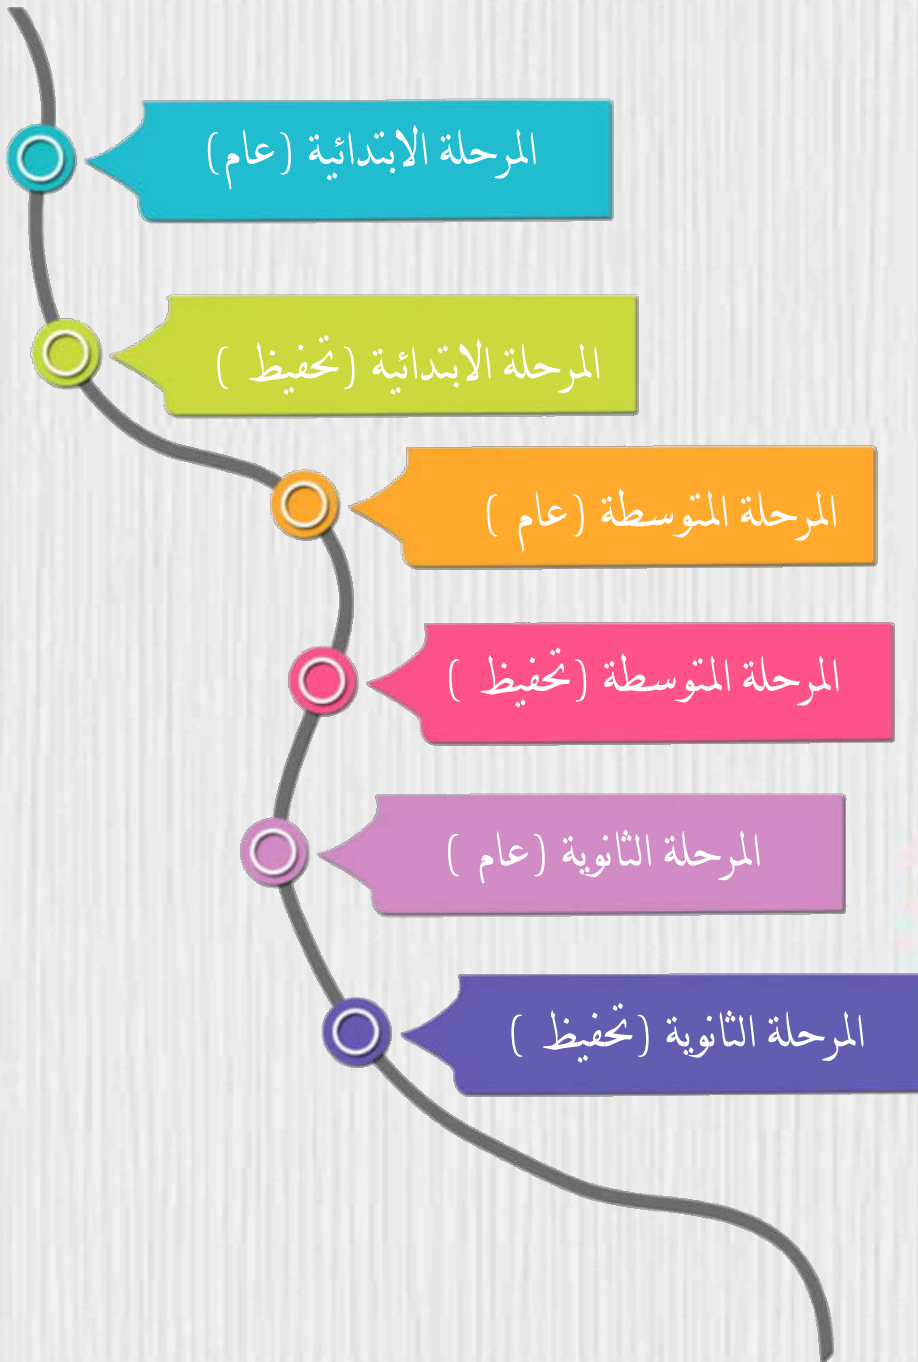 المرحلة الابتدائية (عام)
المرحلة الابتدائية (تحفيظ )
المرحلة المتوسطة (عام )
المرحلة المتوسطة (تحفيظ )
المرحلة الثانوية (عام )
المرحلة الثانوية (تحفيظ )